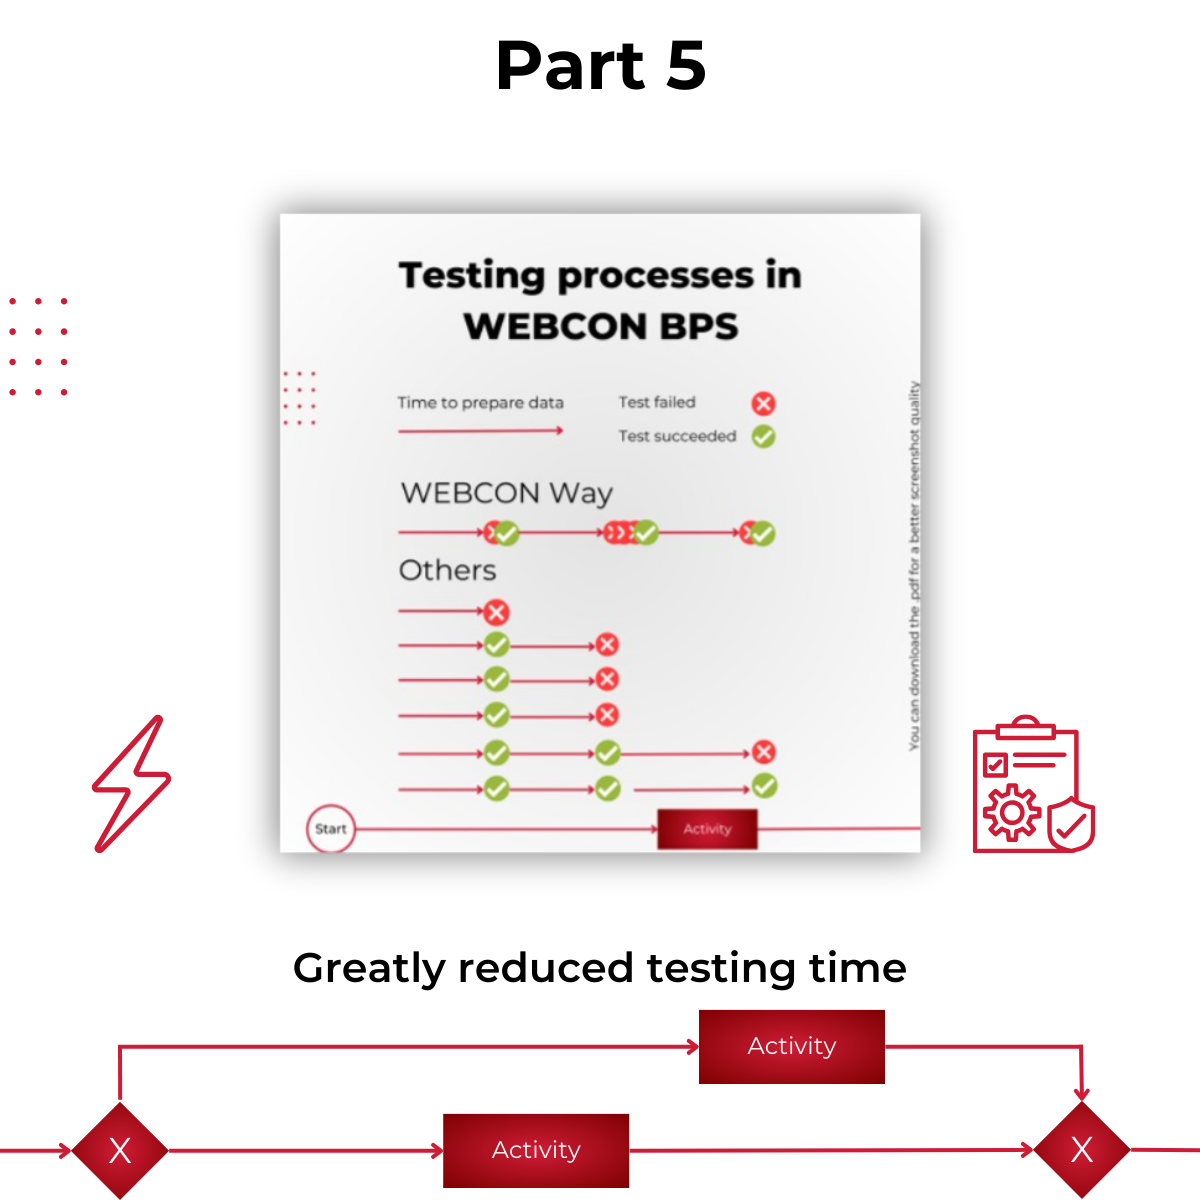 Part 5
Testing processes in
WEBCON BPS
Time to prepare data
Test failed
Test succeeded
WEBCON Way
Others
You can download the .pdf for a better screenshot quality
Start
Activity
Greatly reduced testing time
Activity
X
Activity
X